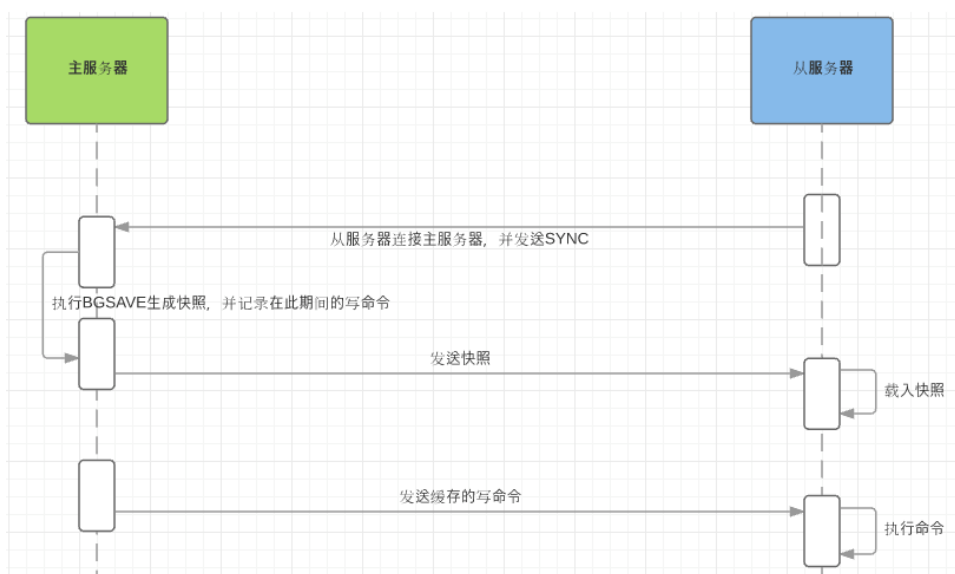 主服务器
从服务器
从服务器连接主服务器，并发送SYNC
执行BGSAVE生成快照，并记录在此期间的写命令
发送快照
载入快照
发送缓存的写命令
执行命令